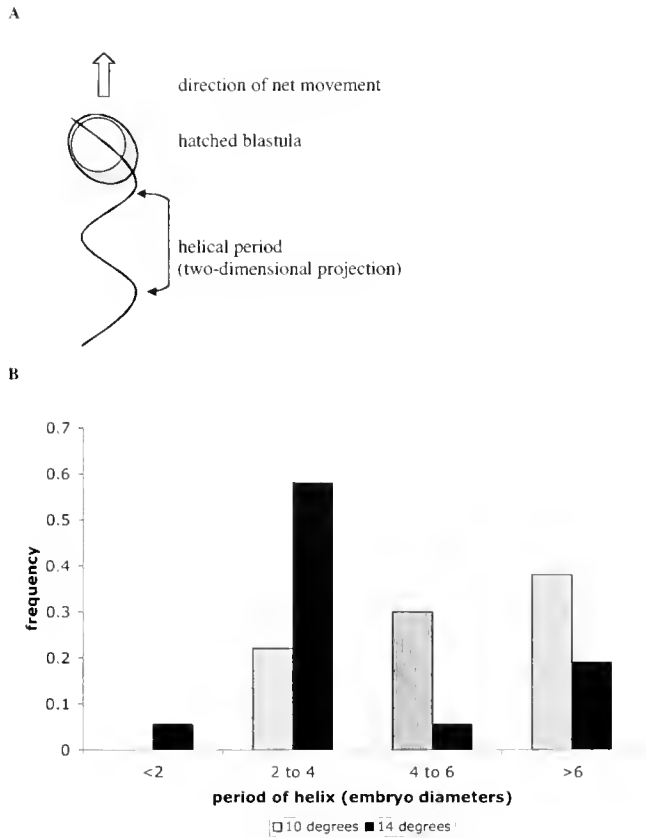 A
direction of net movement
hatched blastula
helical period
(two-dimensional projection)
B
0.7
0.6
0.5
0.4
0.3
0.2
0.1
0
frequency
<2
2 to 4
4 to 6
>6
period of helix (embryo diameters)
10 degrees 14 degrees